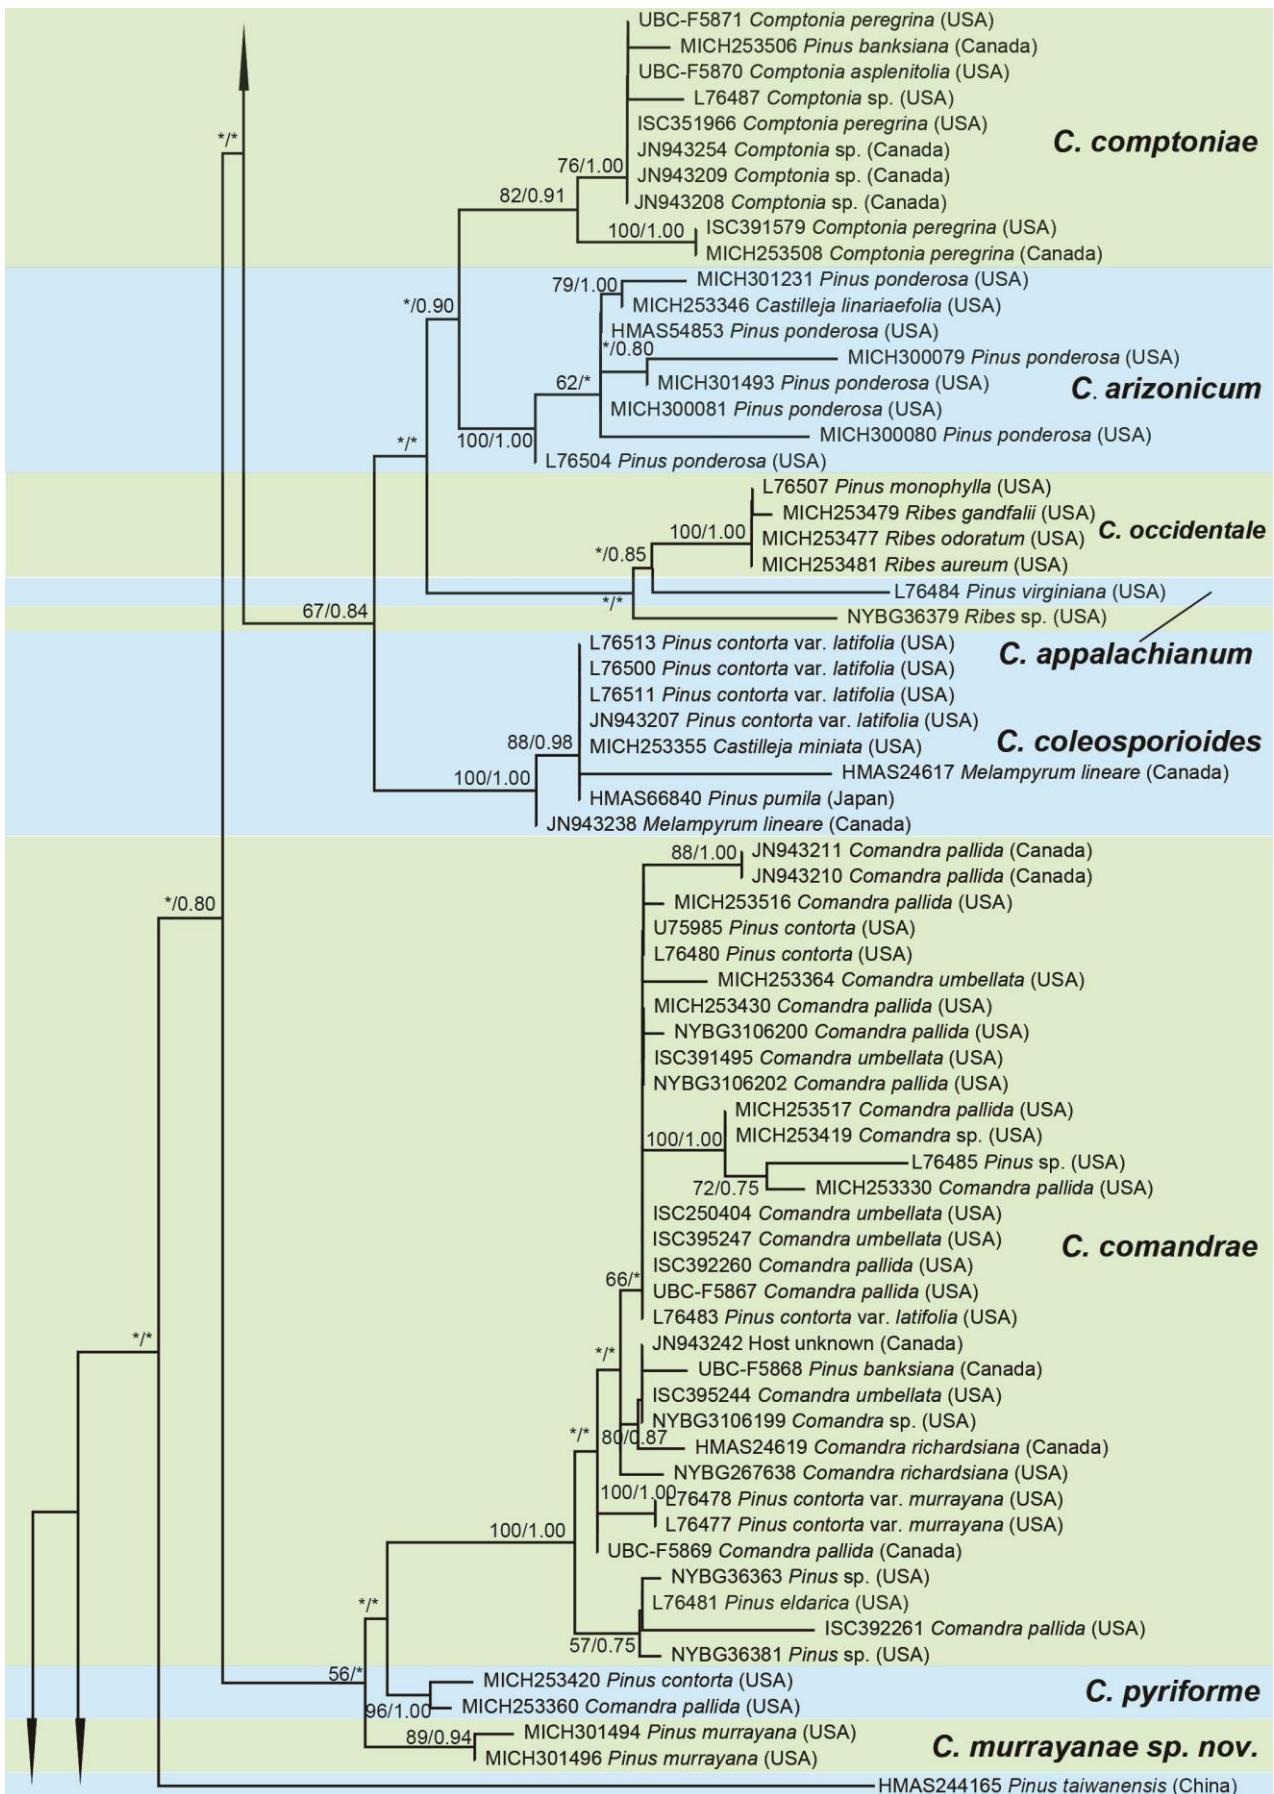 UBC-F5871 Comptonia peregrina (USA)
MICH253506 Pinus banksiana (Canada)
UBC-F5870 Comptonia asplenitolia (USA)
L76487 Comptonia sp. (USA)
ISC351966 Comptonia peregrina (USA)
*/*
C. comptoniae
JN943254 Comptonia sp. (Canada)
76/1.00
JN943209 Comptonia sp. (Canada)
82/0.91
JN943208 Comptonia sp. (Canada)
100/1.00
ISC391579 Comptonia peregrina (USA)
MICH253508 Comptonia peregrina (Canada)
79/1.00
MICH301231 Pinus ponderosa (USA)
*/0.90
MICH253346 Castilleja linariaefolia (USA)
HMAS54853 Pinus ponderosa (USA)
*/0.80
MICH300079 Pinus ponderosa (USA)
62/*
MICH301493 Pinus ponderosa (USA)
C. arizonicum
MICH300081 Pinus ponderosa (USA)
100/1.00
MICH300080 Pinus ponderosa (USA)
*/*
L76504 Pinus ponderosa (USA)
L76507 Pinus monophylla (USA)
MICH253479 Ribes gandfalii (USA)
100/1.00
MICH253477 Ribes odoratum (USA)
C. occidentale
*/0.85
MICH253481 Ribes aureum (USA)
L76484 Pinus virginiana (USA)
*/*
67/0.84
NYBG36379 Ribes sp. (USA)
L76513 Pinus contorta var. latifolia (USA)
C. appalachianum
L76500 Pinus contorta var. latifolia (USA)
L76511 Pinus contorta var. latifolia (USA)
JN943207 Pinus contorta var. latifolia (USA)
88/0.98
MICH253355 Castilleja miniata (USA)
C. coleosporioides
100/1.00
HMAS24617 Melampyrum lineare (Canada)
HMAS66840 Pinus pumila (Japan)
JN943238 Melampyrum lineare (Canada)
88/1.00
JN943211 Comandra pallida (Canada)
JN943210 Comandra pallida (Canada)
*/0.80
MICH253516 Comandra pallida (USA)
U75985 Pinus contorta (USA)
L76480 Pinus contorta (USA)
MICH253364 Comandra umbellata (USA)
MICH253430 Comandra pallida (USA)
NYBG3106200 Comandra pallida (USA)
ISC391495 Comandra umbellata (USA)
NYBG3106202 Comandra pallida (USA)
MICH253517 Comandra pallida (USA)
100/1.00
MICH253419 Comandra sp. (USA)
L76485 Pinus sp. (USA)
72/0.75
MICH253330 Comandra pallida (USA)
ISC250404 Comandra umbellata (USA)
ISC395247 Comandra umbellata (USA)
C. comandrae
ISC392260 Comandra pallida (USA)
66/*
UBC-F5867 Comandra pallida (USA)
L76483 Pinus contorta var. latifolia (USA)
*/*
JN943242 Host unknown (Canada)
*/*
UBC-F5868 Pinus banksiana (Canada)
ISC395244 Comandra umbellata (USA)
NYBG3106199 Comandra sp. (USA)
*/*
80/0.87
HMAS24619 Comandra richardsiana (Canada)
NYBG267638 Comandra richardsiana (USA)
100/1.00
L76478 Pinus contorta var. murrayana (USA)
L76477 Pinus contorta var. murrayana (USA)
100/1.00
UBC-F5869 Comandra pallida (Canada)
NYBG36363 Pinus sp. (USA)
*/*
L76481 Pinus eldarica (USA)
ISC392261 Comandra pallida (USA)
57/0.75
NYBG36381 Pinus sp. (USA)
56/*
MICH253420 Pinus contorta (USA)
C. pyriforme
96/1.00
MICH253360 Comandra pallida (USA)
89/0.94
MICH301494 Pinus murrayana (USA)
C. murrayanae sp. nov.
MICH301496 Pinus murrayana (USA)
HMAS244165 Pinus taiwanensis (China)